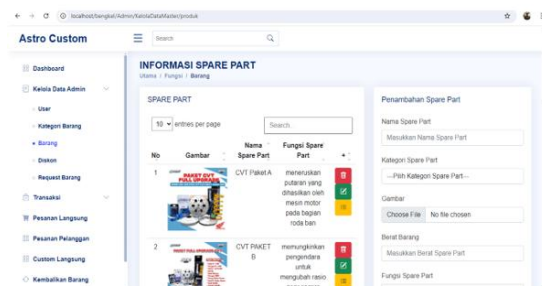 localhost/bengkel/Admin/KelolaDataMaster/produk
Astro Custom
Search
Dashboard
Kelola Data Admin
User
Kategori Barang
Barang
Diskon
Request Barang
Transaksi
Pesanan Langsung
Pesanan Pelanggan
Custom Langsung
Kembalikan Barang
INFORMASI SPARE PART
Utama / Fungsi / Barang
SPARE PART
10 entries per page
Search...
No Gambar Nama Spare Part Fungsi Spare Part +
1 PAKET CVT FULL UPGRADE CVT Paket A meneruskan
putaran yang
dihasilkan oleh
mesin motor
pada bagian
roda ban
2 CVT PAKET B memungkinkan
pengendara
untuk
mengubah rasio
Penambahan Spare Part
Nama Spare Part
Masukkan Nama Spare Part
Kategori Spare Part
---Pilih Kategori Spare Part---
Gambar
Choose File No file chosen
Berat Barang
Masukkan Berat Spare Part
Fungsi Spare Part